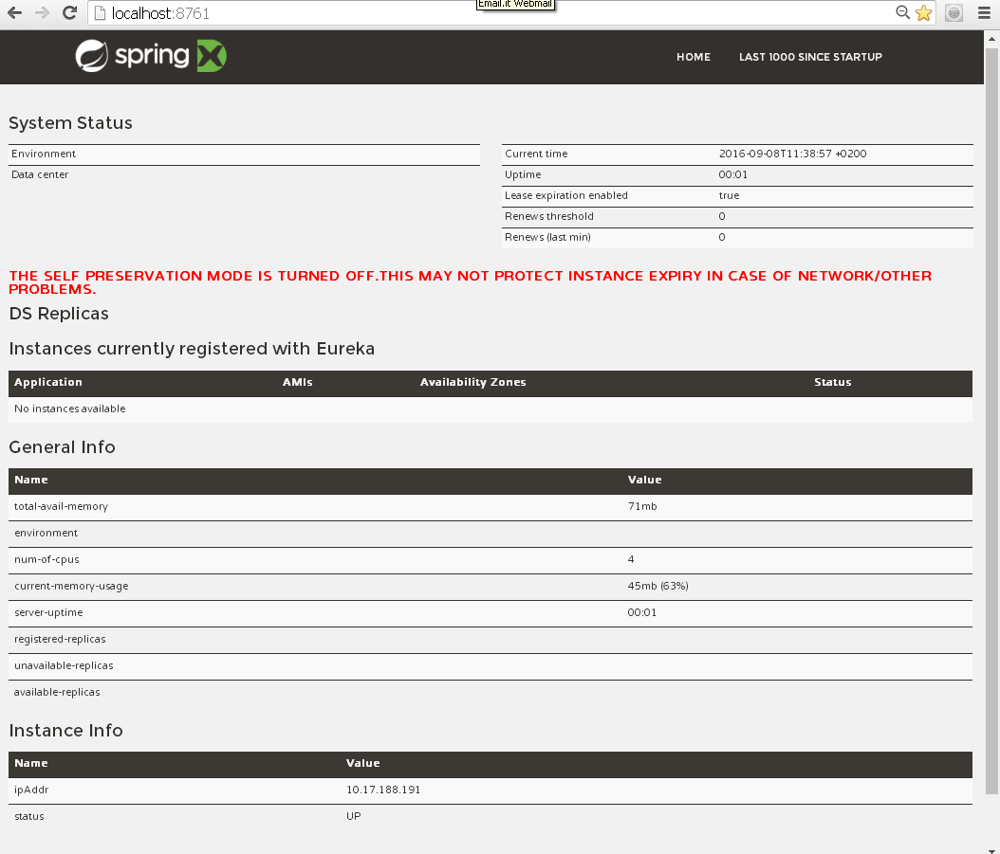 Email.it Webmail
localhost:8761
spring
HOME LAST 1000 SINCE STARTUP
System Status
Environment
Data center
Current time 2016-09-08T11:38:57 +0200
Uptime 00:01
Lease expiration enabled true
Renews threshold 0
Renews (last min) 0
THE SELF PRESERVATION MODE IS TURNED OFF.THIS MAY NOT PROTECT INSTANCE EXPIRY IN CASE OF NETWORK/OTHER
PROBLEMS.
DS Replicas
Instances currently registered with Eureka
Application AMIs Availability Zones Status
No instances available
General Info
Name Value
total-avail-memory 71mb
environment
num-of-cpus 4
current-memory-usage 45mb (63%)
server-uptime 00:01
registered-replicas
unavailable-replicas
available-replicas
Instance Info
Name Value
ipAddr 10.17.188.191
status UP